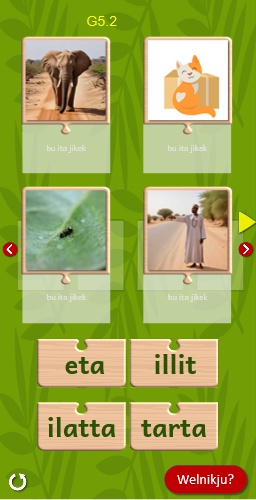 G5.2
bu ita jikek
bu ita jikek
bu ita jikek
bu ita jikek
eta
illit
ilatta
tarta
Welnikju?